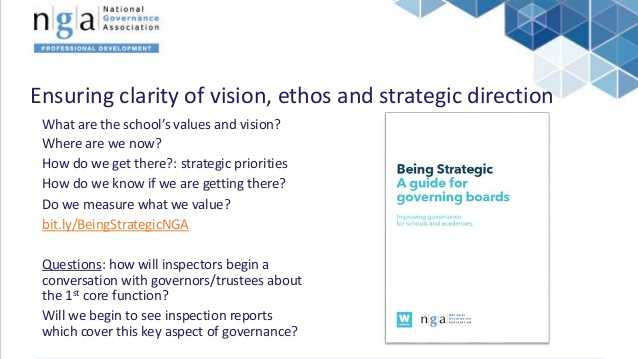 nga
National
Governance
Association
PROFESSIONAL DEVELOPMENT
Ensuring clarity of vision, ethos and strategic direction
What are the school's values and vision?
Where are we now?
How do we get there?: strategic priorities
How do we know if we are getting there?
Do we measure what we value?
bit.ly/BeingStrategicNGA
Questions: how will inspectors begin a
conversation with governors/trustees about
the 1st core function?
Will we begin to see inspection reports
which cover this key aspect of governance?
Being Strategic
A guide for
governing boards
Improving governance
for schools and academies
W
nga
National
Governance
Association